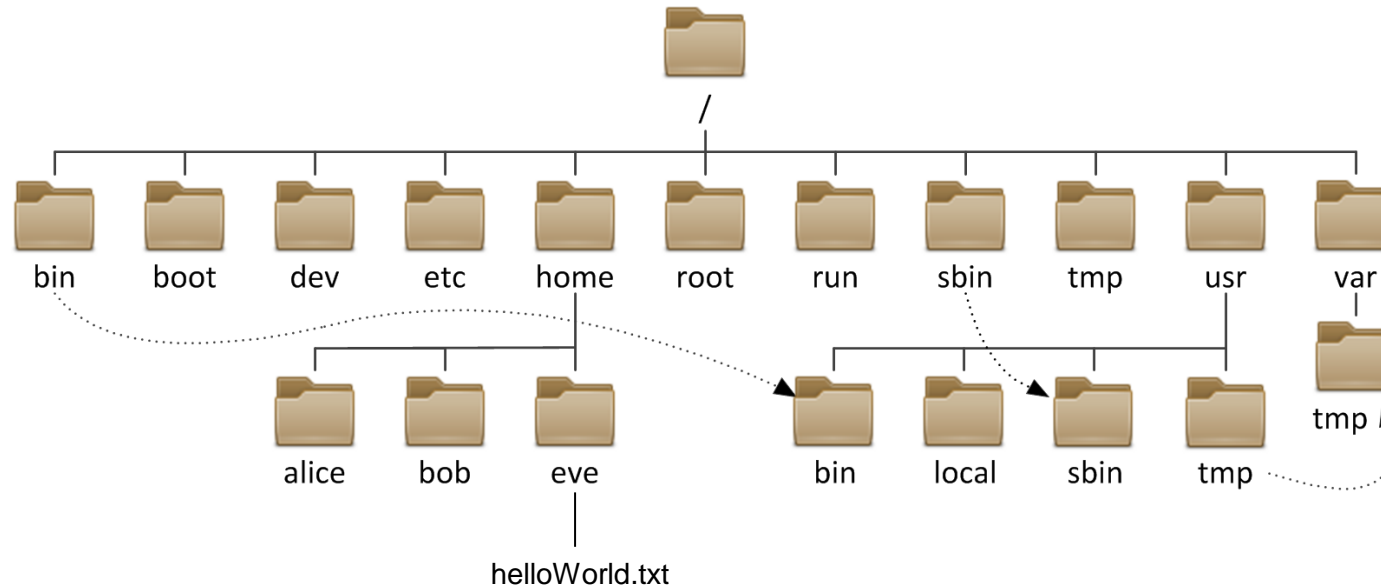 /
bin boot dev etc home root run sbin tmp usr var
tmp
alice bob eve bin local sbin tmp
helloWorld.txt